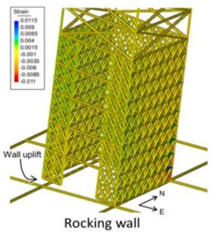 Strain
0.0115
0.009
0.0065
0.004
0.0015
-0.001
-0.0035
-0.006
-0.0085
-0.011
Wall uplift
N
E
Rocking wall